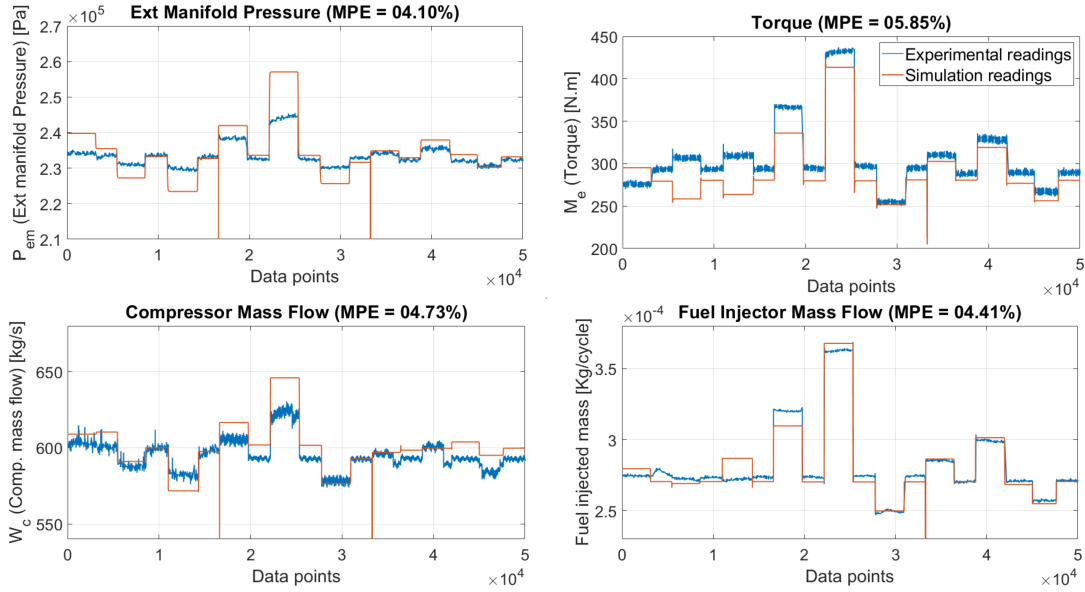 Ext Manifold Pressure (MPE = 04.10%)
×10^5
P_em (Ext manifold Pressure) [Pa]
2.7
2.6
2.5
2.4
2.3
2.2
2.1
0 1 2 3 4 5
Data points
×10^4
Torque (MPE = 05.85%)
Experimental readings
Simulation readings
M_e (Torque) [N.m]
450
400
350
300
250
200
0 1 2 3 4 5
Data points
×10^4
Compressor Mass Flow (MPE = 04.73%)
W_c (Comp. mass flow) [kg/s]
650
600
550
0 1 2 3 4 5
Data points
×10^4
Fuel Injector Mass Flow (MPE = 04.41%)
×10^-4
Fuel injected mass [Kg/cycle]
3.5
3
2.5
0 1 2 3 4 5
Data points
×10^4